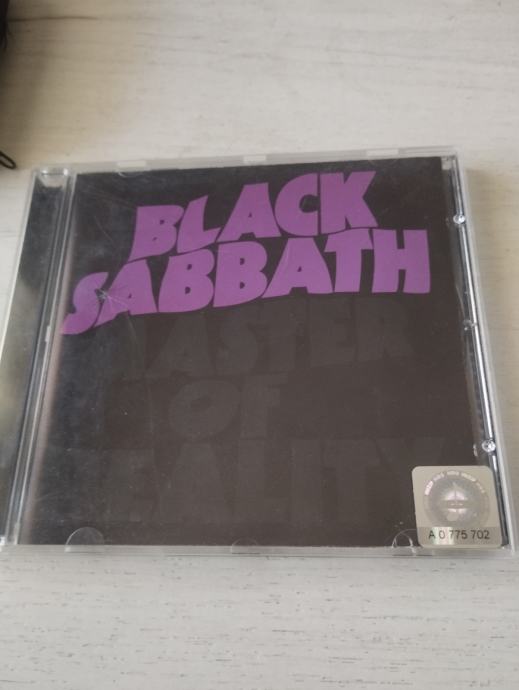 BLACK
SABBATH
MASTER
OF
REALITY
A 0 775 702